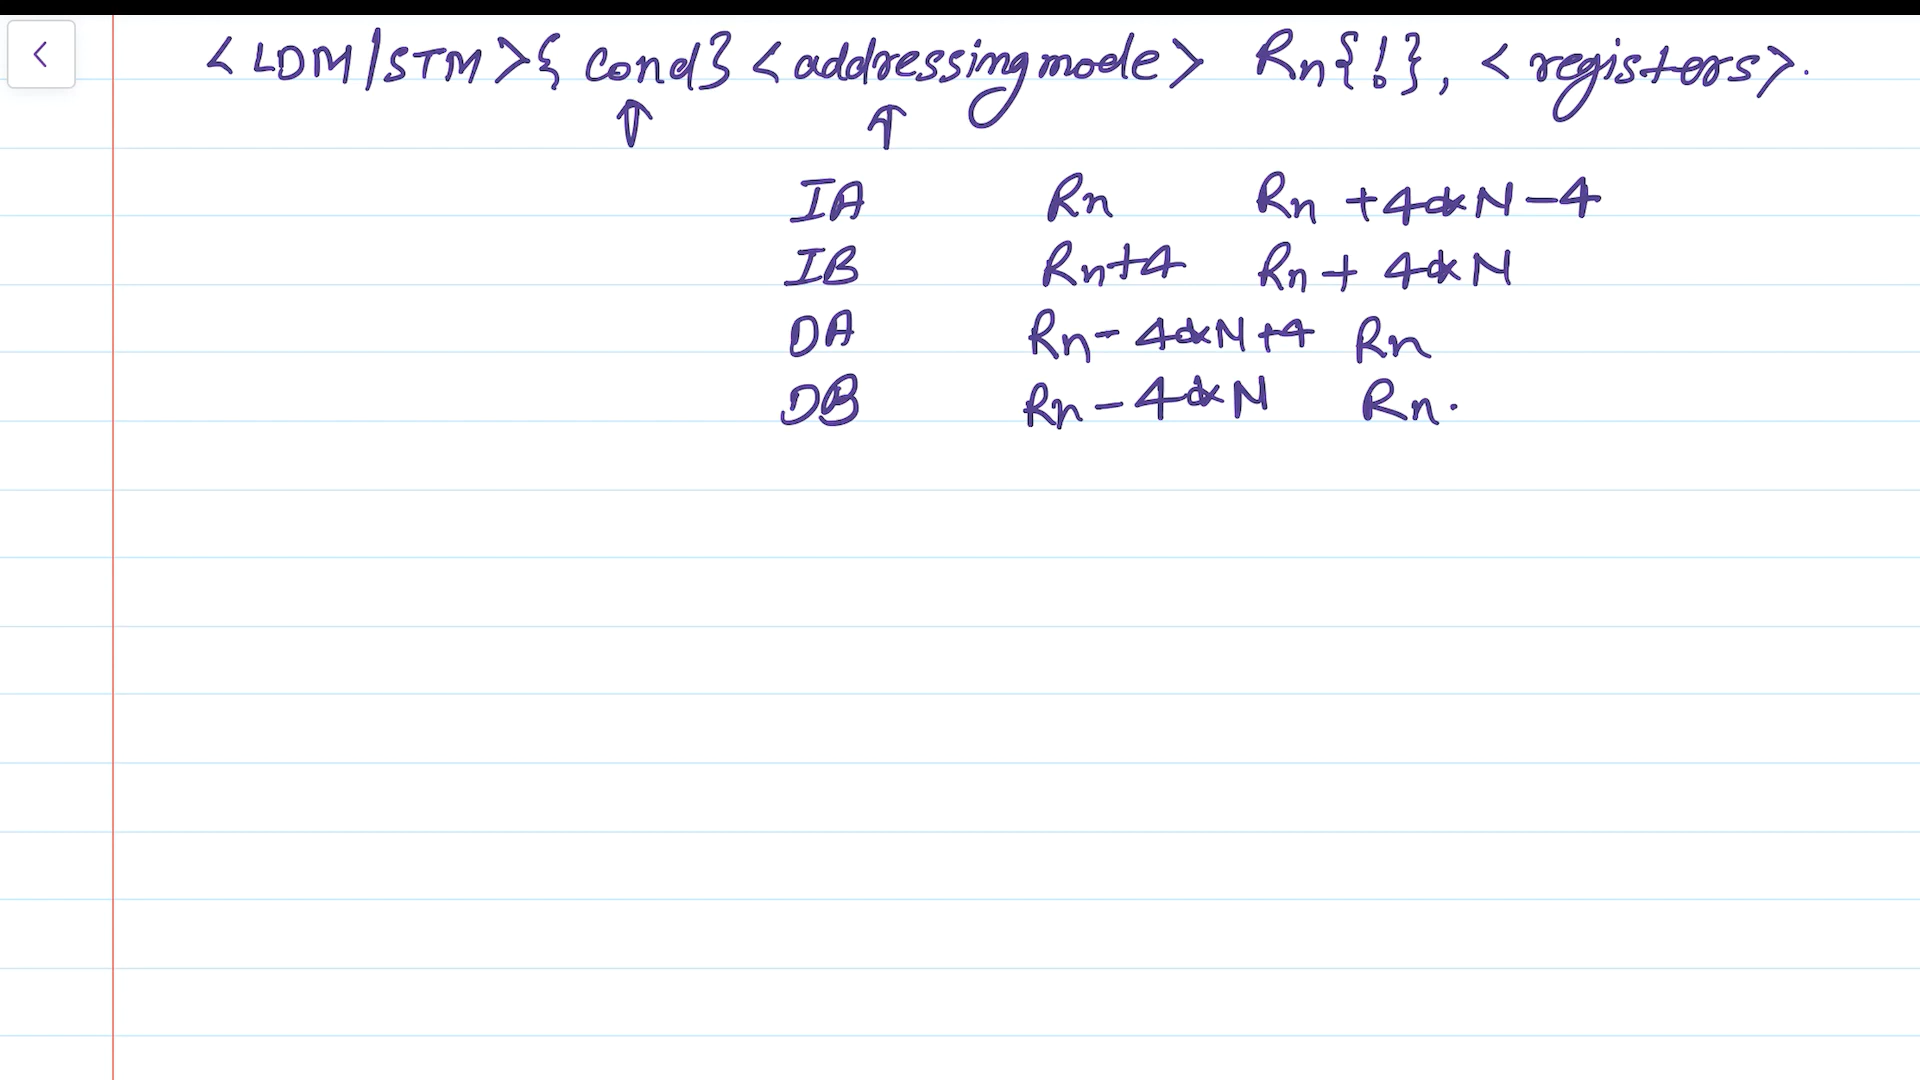 <LDM/STM>{cond}<addressing mode> Rn{!}, <registers>.
IA Rn Rn + 4*N - 4
IB Rn+4 Rn + 4*N
DA Rn - 4*N + 4 Rn
DB Rn - 4*N Rn.